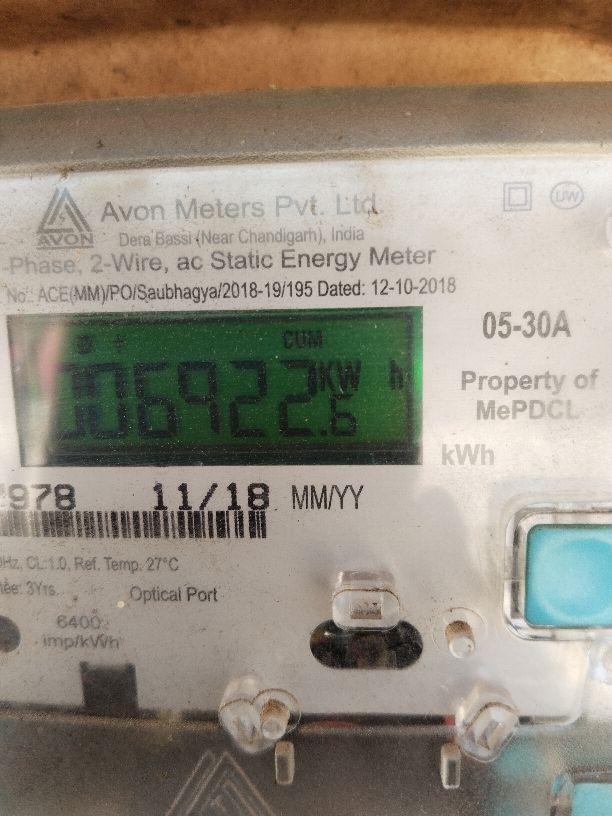 Avon Meters Pvt. Ltd.
AVON
Dera Bassi (Near Chandigarh), India
-Phase, 2-Wire, ac Static Energy Meter
No.: ACE(MM)/PO/Saubhagya/2018-19/195 Dated: 12-10-2018
UW
05-30A
CUM
006922.6 KW h
Property of
MePDCL
kWh
978 11/18 MM/YY
Hz, CL:1.0, Ref. Temp. 27°C
3Yrs.
Optical Port
6400
imp/kWh